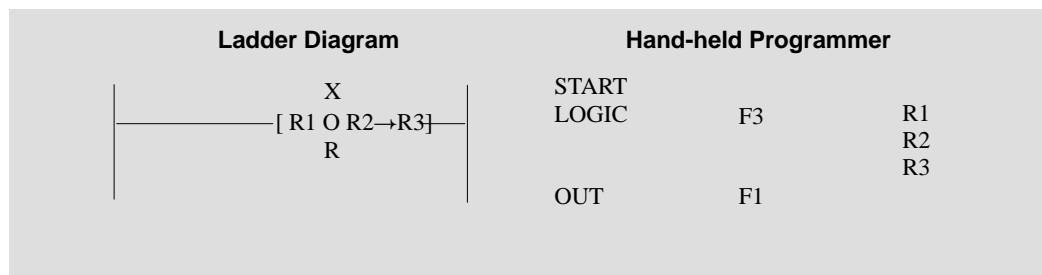 Ladder Diagram
Hand-held Programmer
X
[ R1 O R2→R3]
R
START
LOGIC F3 R1
R2
R3
OUT F1